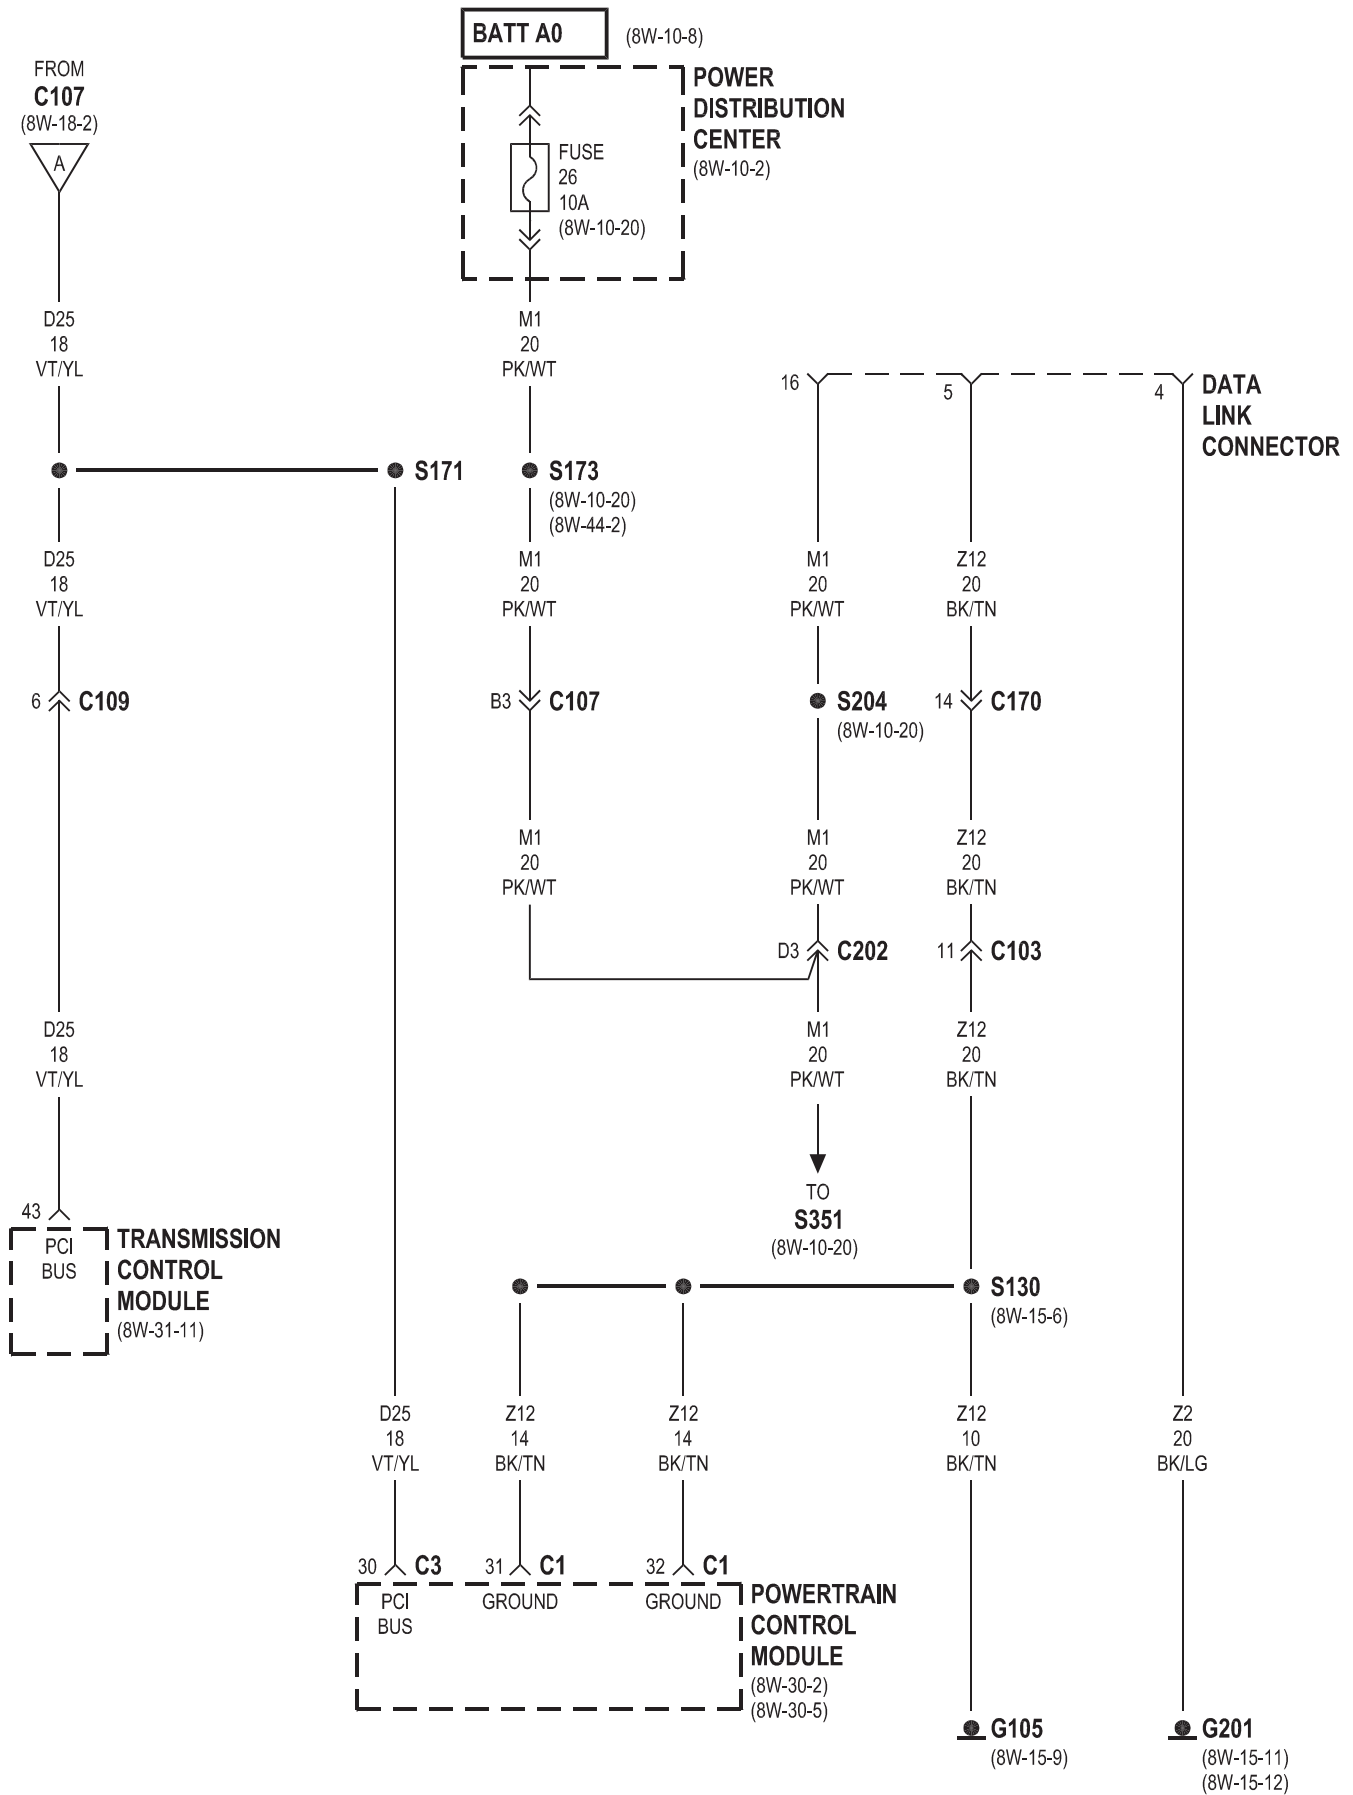 BATT A0
(8W-10-8)
FROM
C107
(8W-18-2)
A
POWER
DISTRIBUTION
CENTER
(8W-10-2)
FUSE
26
10A
(8W-10-20)
D25
18
VT/YL
M1
20
PK/WT
16
5
4
DATA
LINK
CONNECTOR
S171
S173
(8W-10-20)
(8W-44-2)
D25
18
VT/YL
M1
20
PK/WT
M1
20
PK/WT
Z12
20
BK/TN
6
C109
B3
C107
S204
(8W-10-20)
14
C170
M1
20
PK/WT
M1
20
PK/WT
Z12
20
BK/TN
D3
C202
11
C103
D25
18
VT/YL
M1
20
PK/WT
Z12
20
BK/TN
TO
S351
(8W-10-20)
43
PCI
BUS
TRANSMISSION
CONTROL
MODULE
(8W-31-11)
S130
(8W-15-6)
D25
18
VT/YL
Z12
14
BK/TN
Z12
14
BK/TN
Z12
10
BK/TN
Z2
20
BK/LG
30
C3
31
C1
32
C1
PCI
BUS
GROUND
GROUND
POWERTRAIN
CONTROL
MODULE
(8W-30-2)
(8W-30-5)
G105
(8W-15-9)
G201
(8W-15-11)
(8W-15-12)